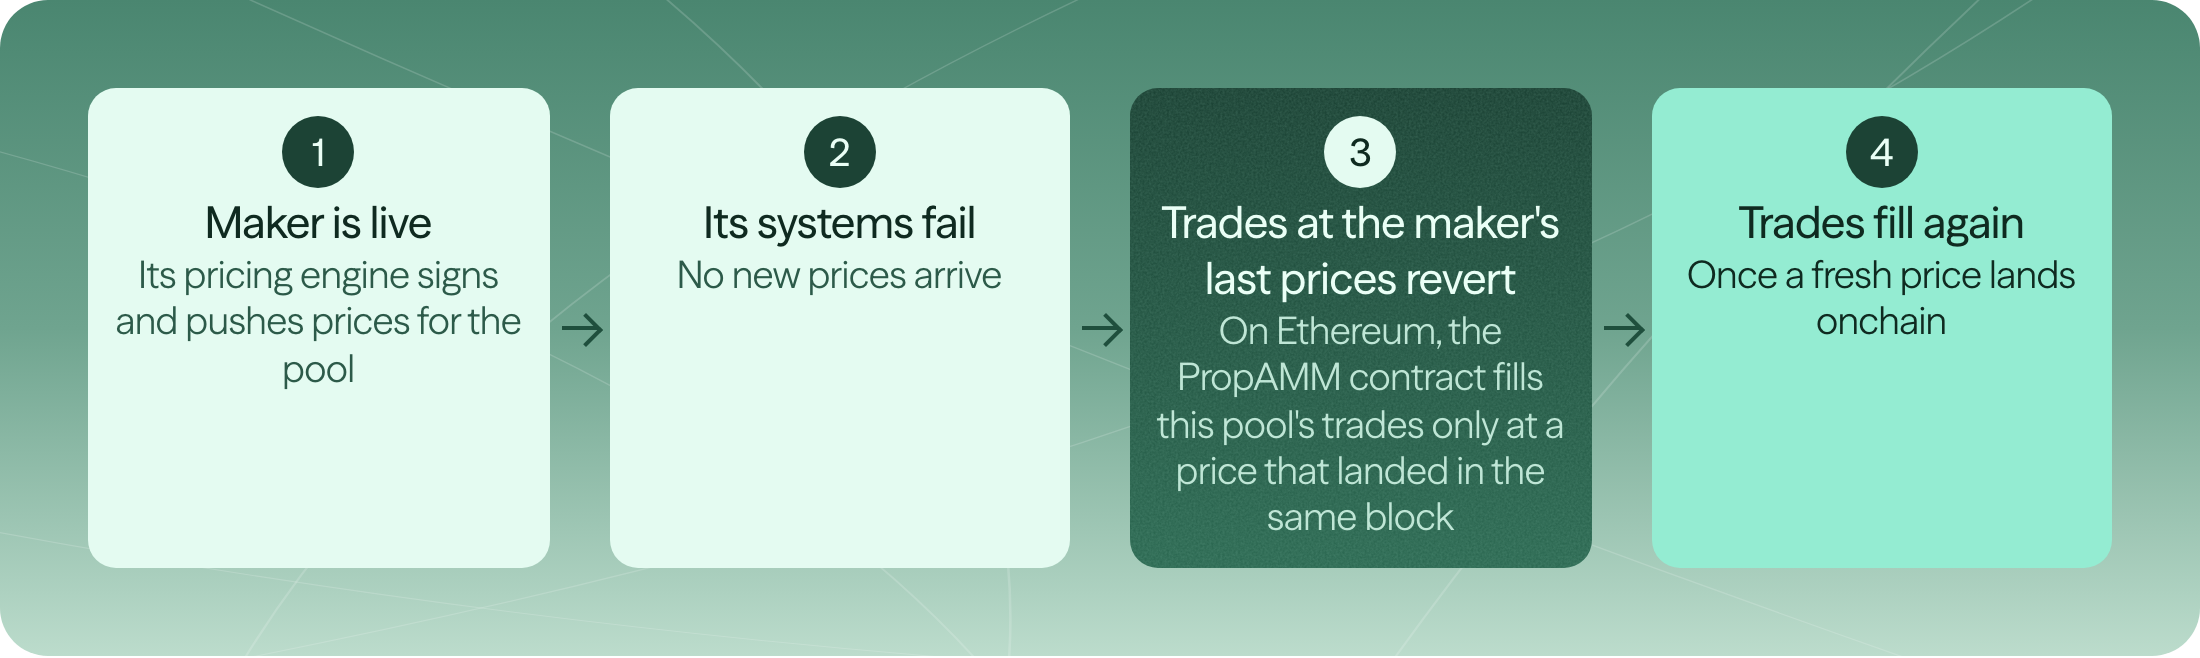 1
Maker is live
Its pricing engine signs
and pushes prices for the
pool
2
Its systems fail
No new prices arrive
3
Trades at the maker's
last prices revert
On Ethereum, the
PropAMM contract fills
this pool's trades only at a
price that landed in the
same block
4
Trades fill again
Once a fresh price lands
onchain